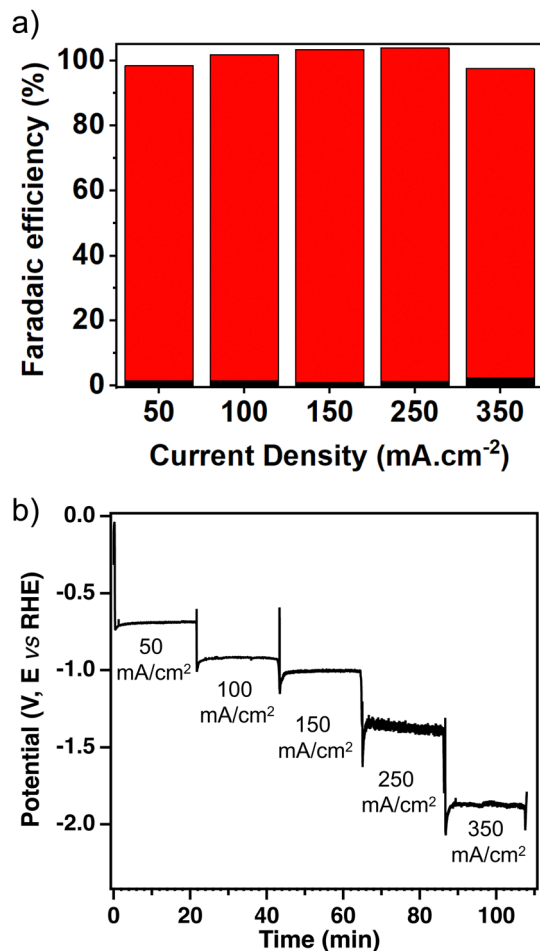 a)
Faradaic efficiency (%)
100
80
60
40
20
0
50 100 150 250 350
Current Density (mA.cm⁻²)
b)
Potential (V, E vs RHE)
0.0
-0.5
-1.0
-1.5
-2.0
50
mA/cm²
100
mA/cm²
150
mA/cm²
250
mA/cm²
350
mA/cm²
0 20 40 60 80 100
Time (min)